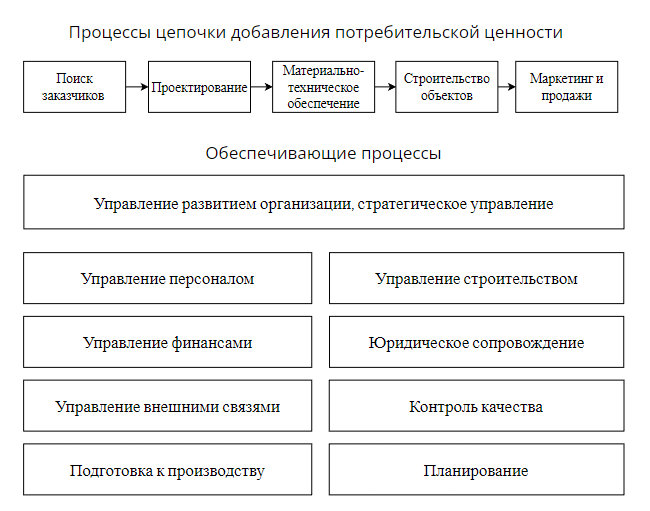 Процессы цепочки добавления потребительской ценности
Поиск
заказчиков
Проектирование
Материально-
техническое
обеспечение
Строительство
объектов
Маркетинг и
продажи
Обеспечивающие процессы
Управление развитием организации, стратегическое управление
Управление персоналом
Управление строительством
Управление финансами
Юридическое сопровождение
Управление внешними связями
Контроль качества
Подготовка к производству
Планирование